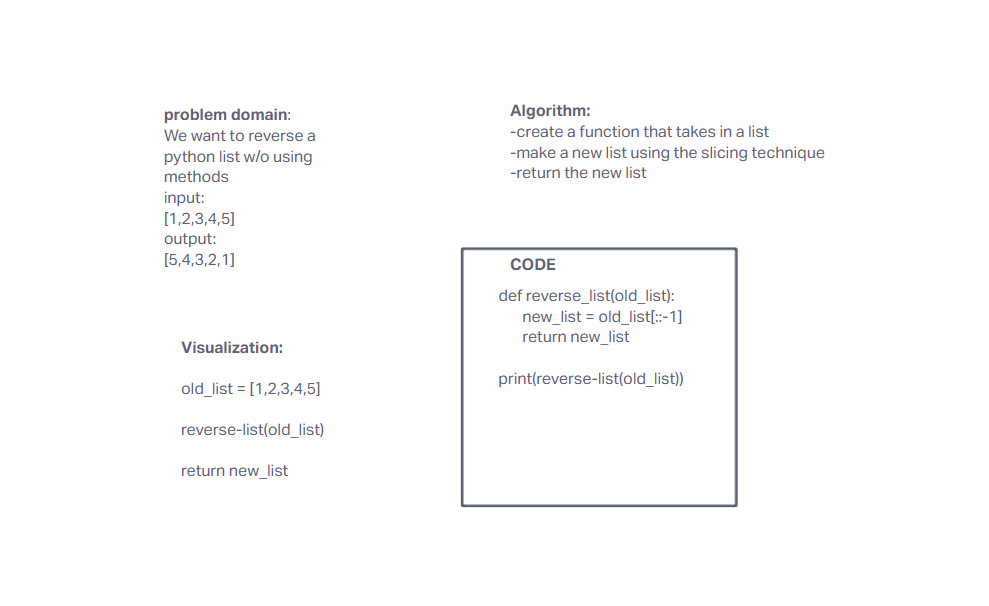 problem domain:
We want to reverse a
python list w/o using
methods
input:
[1,2,3,4,5]
output:
[5,4,3,2,1]
Visualization:
old_list = [1,2,3,4,5]
reverse-list(old_list)
return new_list
Algorithm:
-create a function that takes in a list
-make a new list using the slicing technique
-return the new list
CODE
def reverse_list(old_list):
new_list = old_list[::-1]
return new_list
print(reverse-list(old_list))